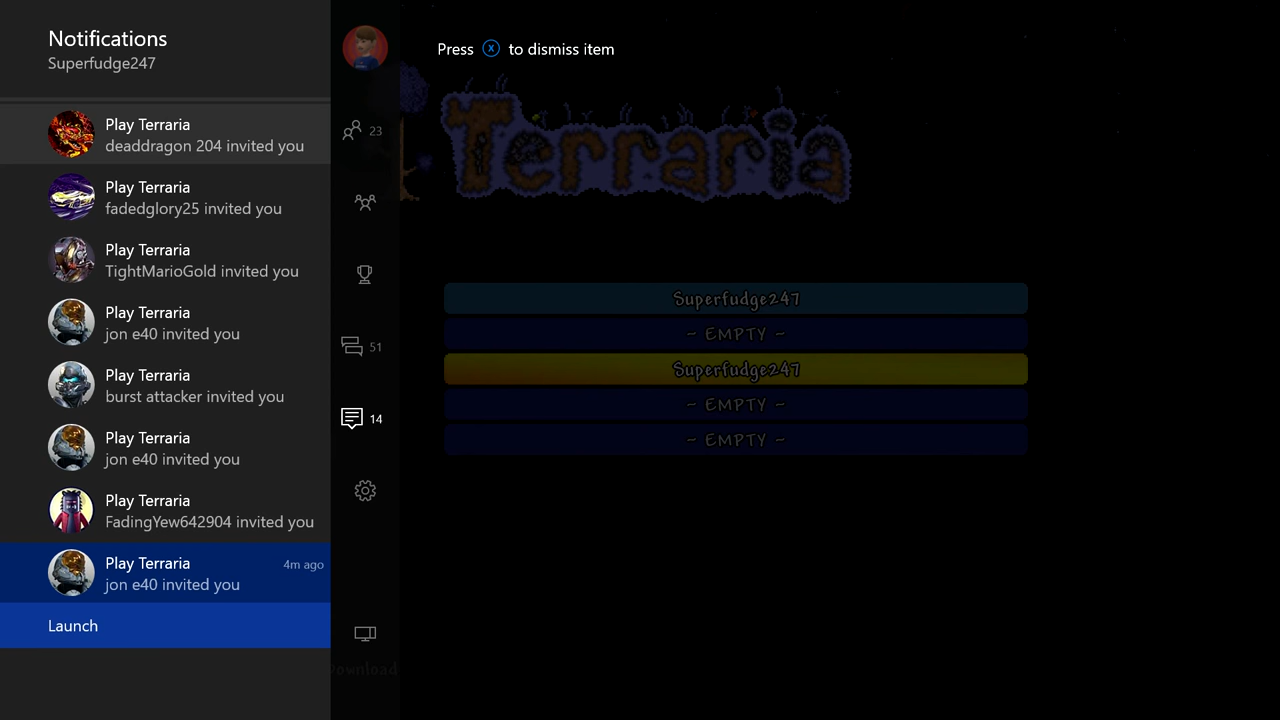 Notifications
Superfudge247
Play Terraria
deaddragon 204 invited you
Play Terraria
fadedglory25 invited you
Play Terraria
TightMarioGold invited you
Play Terraria
jon e40 invited you
Play Terraria
burst attacker invited you
Play Terraria
jon e40 invited you
Play Terraria
FadingYew642904 invited you
Play Terraria 4m ago
jon e40 invited you
Launch
23
51
14
Download
Press X to dismiss item
Terraria
Superfudge247
~ EMPTY ~
Superfudge247
~ EMPTY ~
~ EMPTY ~